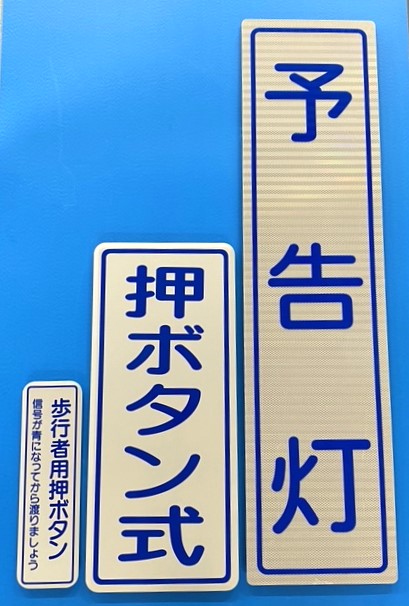 予告灯
押ボタン式
歩行者用押ボタン
信号が青になってから渡りましょう